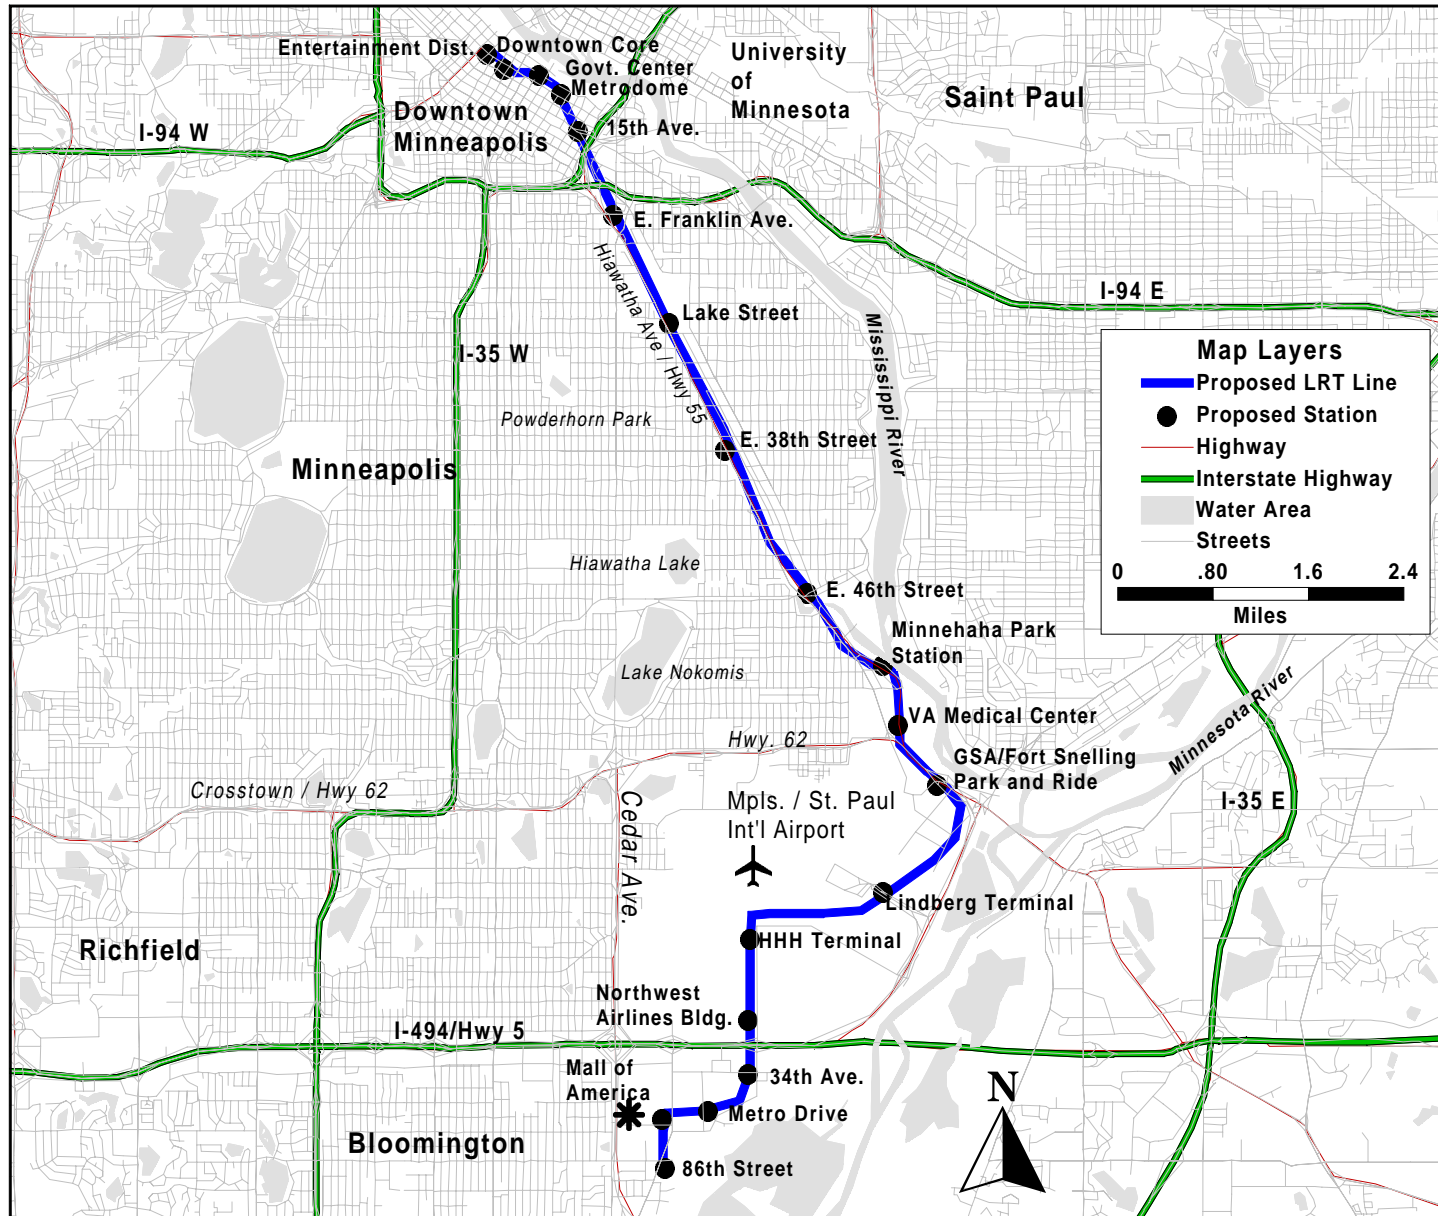 Entertainment Dist.
Downtown Core
Govt. Center
Metrodome
University
of
Minnesota
Saint Paul
Downtown
Minneapolis
I-94 W
15th Ave.
E. Franklin Ave.
Hiawatha Ave / Hwy 55
I-94 E
Lake Street
Mississippi River
I-35 W
Powderhorn Park
E. 38th Street
Minneapolis
Map Layers
Proposed LRT Line
Proposed Station
Highway
Interstate Highway
Water Area
Streets
0 .80 1.6 2.4
Miles
Hiawatha Lake
E. 46th Street
Minnehaha Park
Station
Lake Nokomis
Minnesota River
VA Medical Center
Hwy. 62
GSA/Fort Snelling
Park and Ride
Crosstown / Hwy 62
Cedar Ave.
Mpls. / St. Paul
Int'l Airport
I-35 E
Lindberg Terminal
HHH Terminal
Richfield
Northwest
Airlines Bldg.
I-494/Hwy 5
Mall of
America
34th Ave.
Metro Drive
N
Bloomington
86th Street